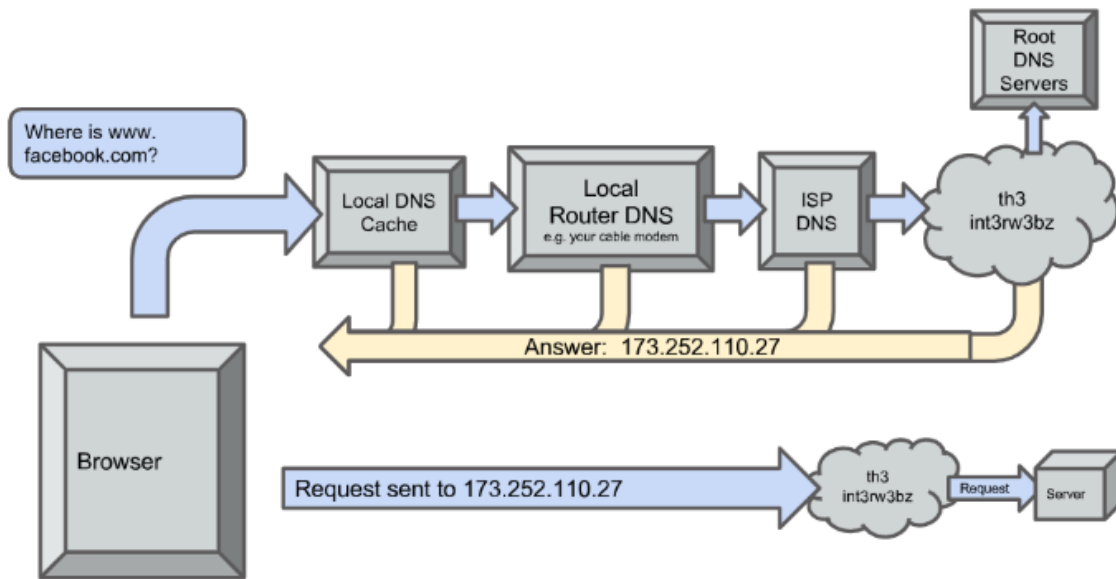 Root
DNS
Servers
Where is www.
facebook.com?
Local DNS
Cache
Local
Router DNS
e.g. your cable modem
ISP
DNS
th3
int3rw3bz
Answer: 173.252.110.27
Browser
Request sent to 173.252.110.27
th3
int3rw3bz
Request
Server